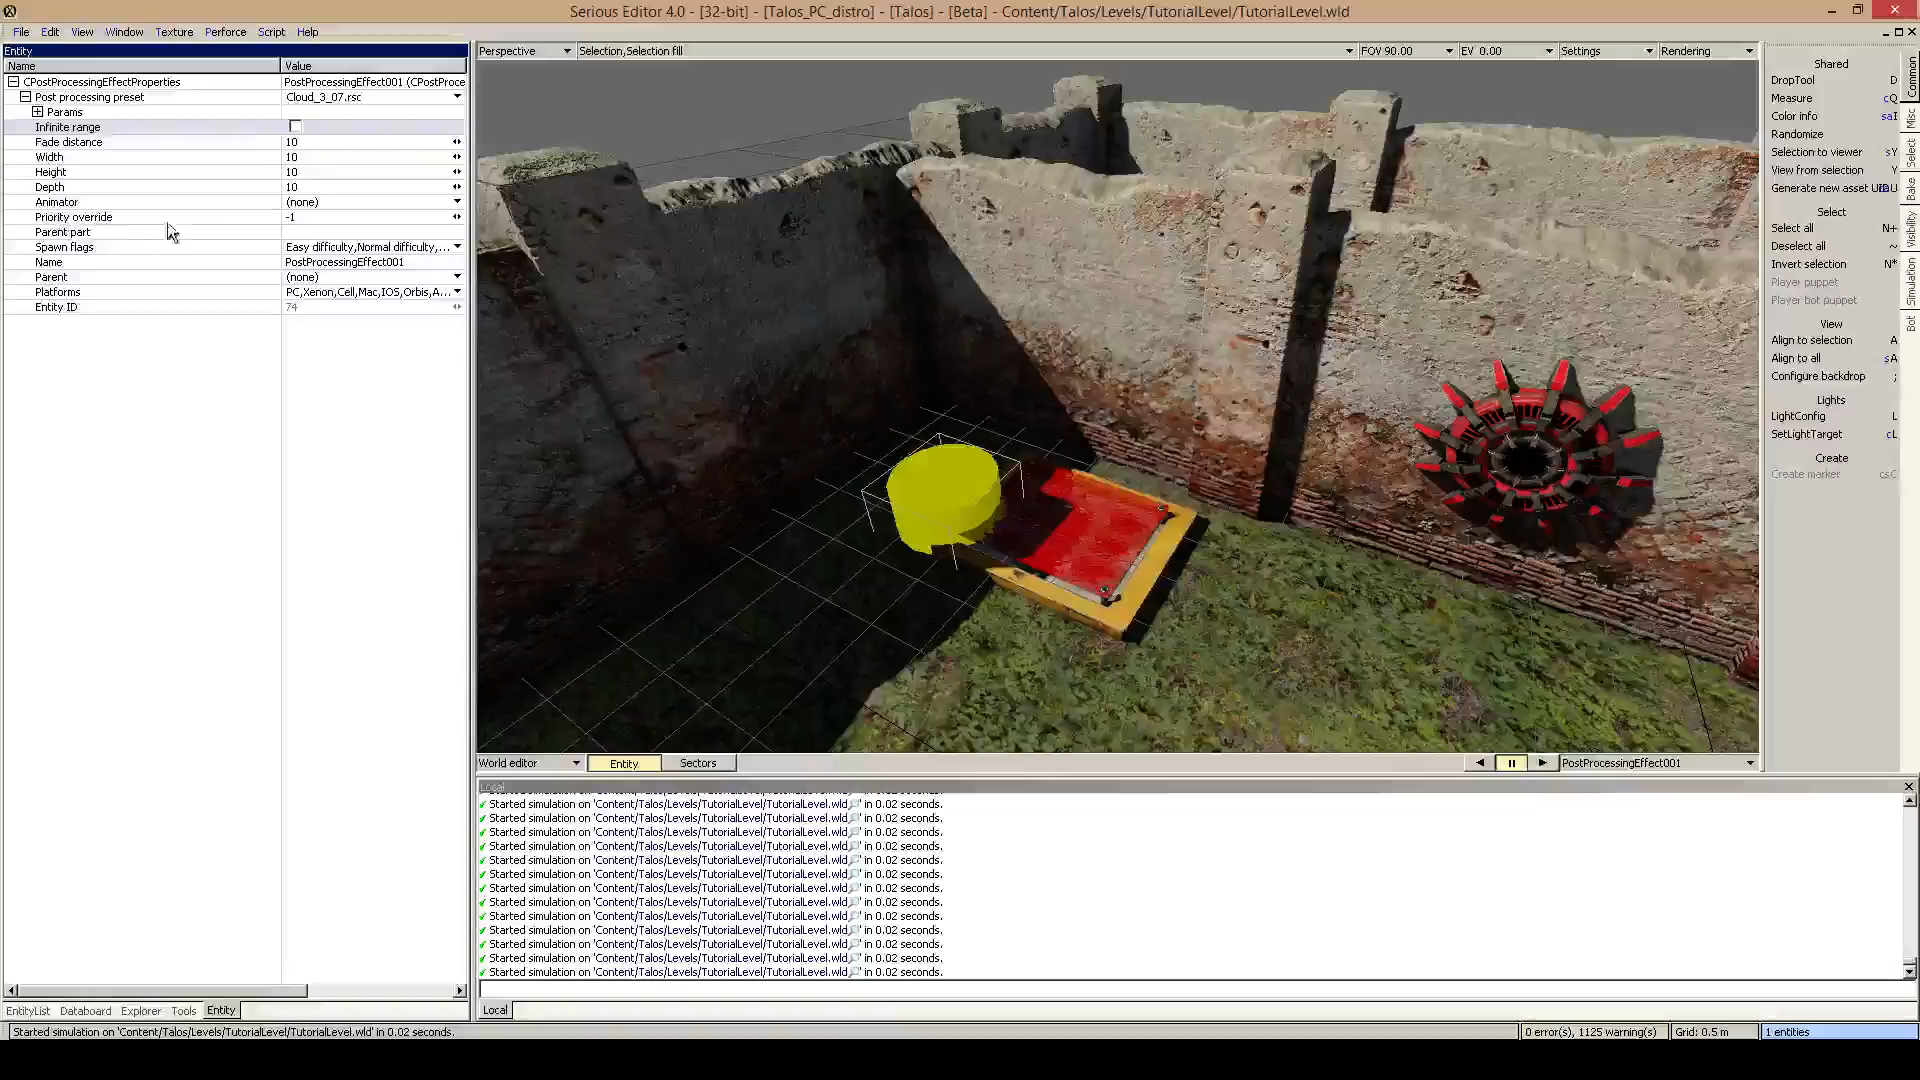 Serious Editor 4.0 - [32-bit] - [Talos_PC_distro] - [Talos] - [Beta] - Content/Talos/Levels/TutorialLevel/TutorialLevel.wld
File Edit View Window Texture Perforce Script Help
Entity
Name Value
CPostProcessingEffectProperties PostProcessingEffect001 (CPostProce
Post processing preset Cloud_3_07.rsc
Params
Infinite range
Fade distance 10
Width 10
Height 10
Depth 10
Animator (none)
Priority override -1
Parent part
Spawn flags Easy difficulty,Normal difficulty,...
Name PostProcessingEffect001
Parent (none)
Platforms PC,Xenon,Cell,Mac,IOS,Orbis,A...
Entity ID 74
EntityList Databoard Explorer Tools Entity
Perspective Selection,Selection fill FOV 90.00 EV 0.00 Settings Rendering
World editor Entity Sectors PostProcessingEffect001
Started simulation on 'Content/Talos/Levels/TutorialLevel/TutorialLevel.wld' in 0.02 seconds.
Started simulation on 'Content/Talos/Levels/TutorialLevel/TutorialLevel.wld' in 0.02 seconds.
Started simulation on 'Content/Talos/Levels/TutorialLevel/TutorialLevel.wld' in 0.02 seconds.
Started simulation on 'Content/Talos/Levels/TutorialLevel/TutorialLevel.wld' in 0.02 seconds.
Started simulation on 'Content/Talos/Levels/TutorialLevel/TutorialLevel.wld' in 0.02 seconds.
Started simulation on 'Content/Talos/Levels/TutorialLevel/TutorialLevel.wld' in 0.02 seconds.
Started simulation on 'Content/Talos/Levels/TutorialLevel/TutorialLevel.wld' in 0.02 seconds.
Started simulation on 'Content/Talos/Levels/TutorialLevel/TutorialLevel.wld' in 0.02 seconds.
Started simulation on 'Content/Talos/Levels/TutorialLevel/TutorialLevel.wld' in 0.02 seconds.
Started simulation on 'Content/Talos/Levels/TutorialLevel/TutorialLevel.wld' in 0.02 seconds.
Started simulation on 'Content/Talos/Levels/TutorialLevel/TutorialLevel.wld' in 0.02 seconds.
Started simulation on 'Content/Talos/Levels/TutorialLevel/TutorialLevel.wld' in 0.02 seconds.
Started simulation on 'Content/Talos/Levels/TutorialLevel/TutorialLevel.wld' in 0.02 seconds.
Local
Shared
DropTool D
Measure cQ
Color info saI
Randomize
Selection to viewer sY
View from selection Y
Generate new asset
Select
Select all N+
Deselect all ~
Invert selection N*
Player puppet
Player bot puppet
View
Align to selection A
Align to all sA
Configure backdrop ;
Lights
LightConfig L
SetLightTarget cL
Create
Create marker csC
Common
Misc
Select
Bake
Visibility
Simulation
Bot
Started simulation on 'Content/Talos/Levels/TutorialLevel/TutorialLevel.wld' in 0.02 seconds.
0 error(s), 1125 warning(s) Grid: 0.5 m 1 entities